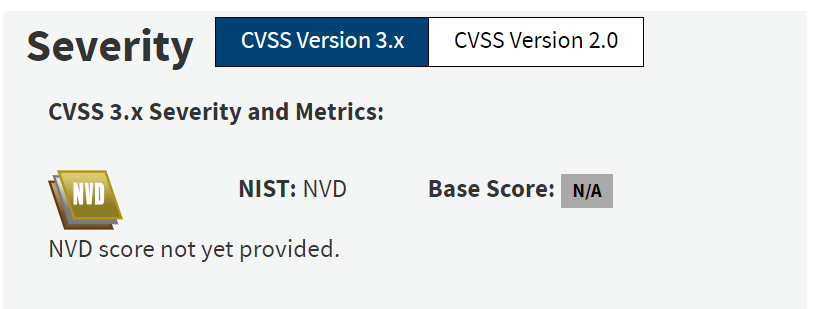 Severity CVSS Version 3.x CVSS Version 2.0
CVSS 3.x Severity and Metrics:
NVD NIST: NVD Base Score: N/A
NVD score not yet provided.